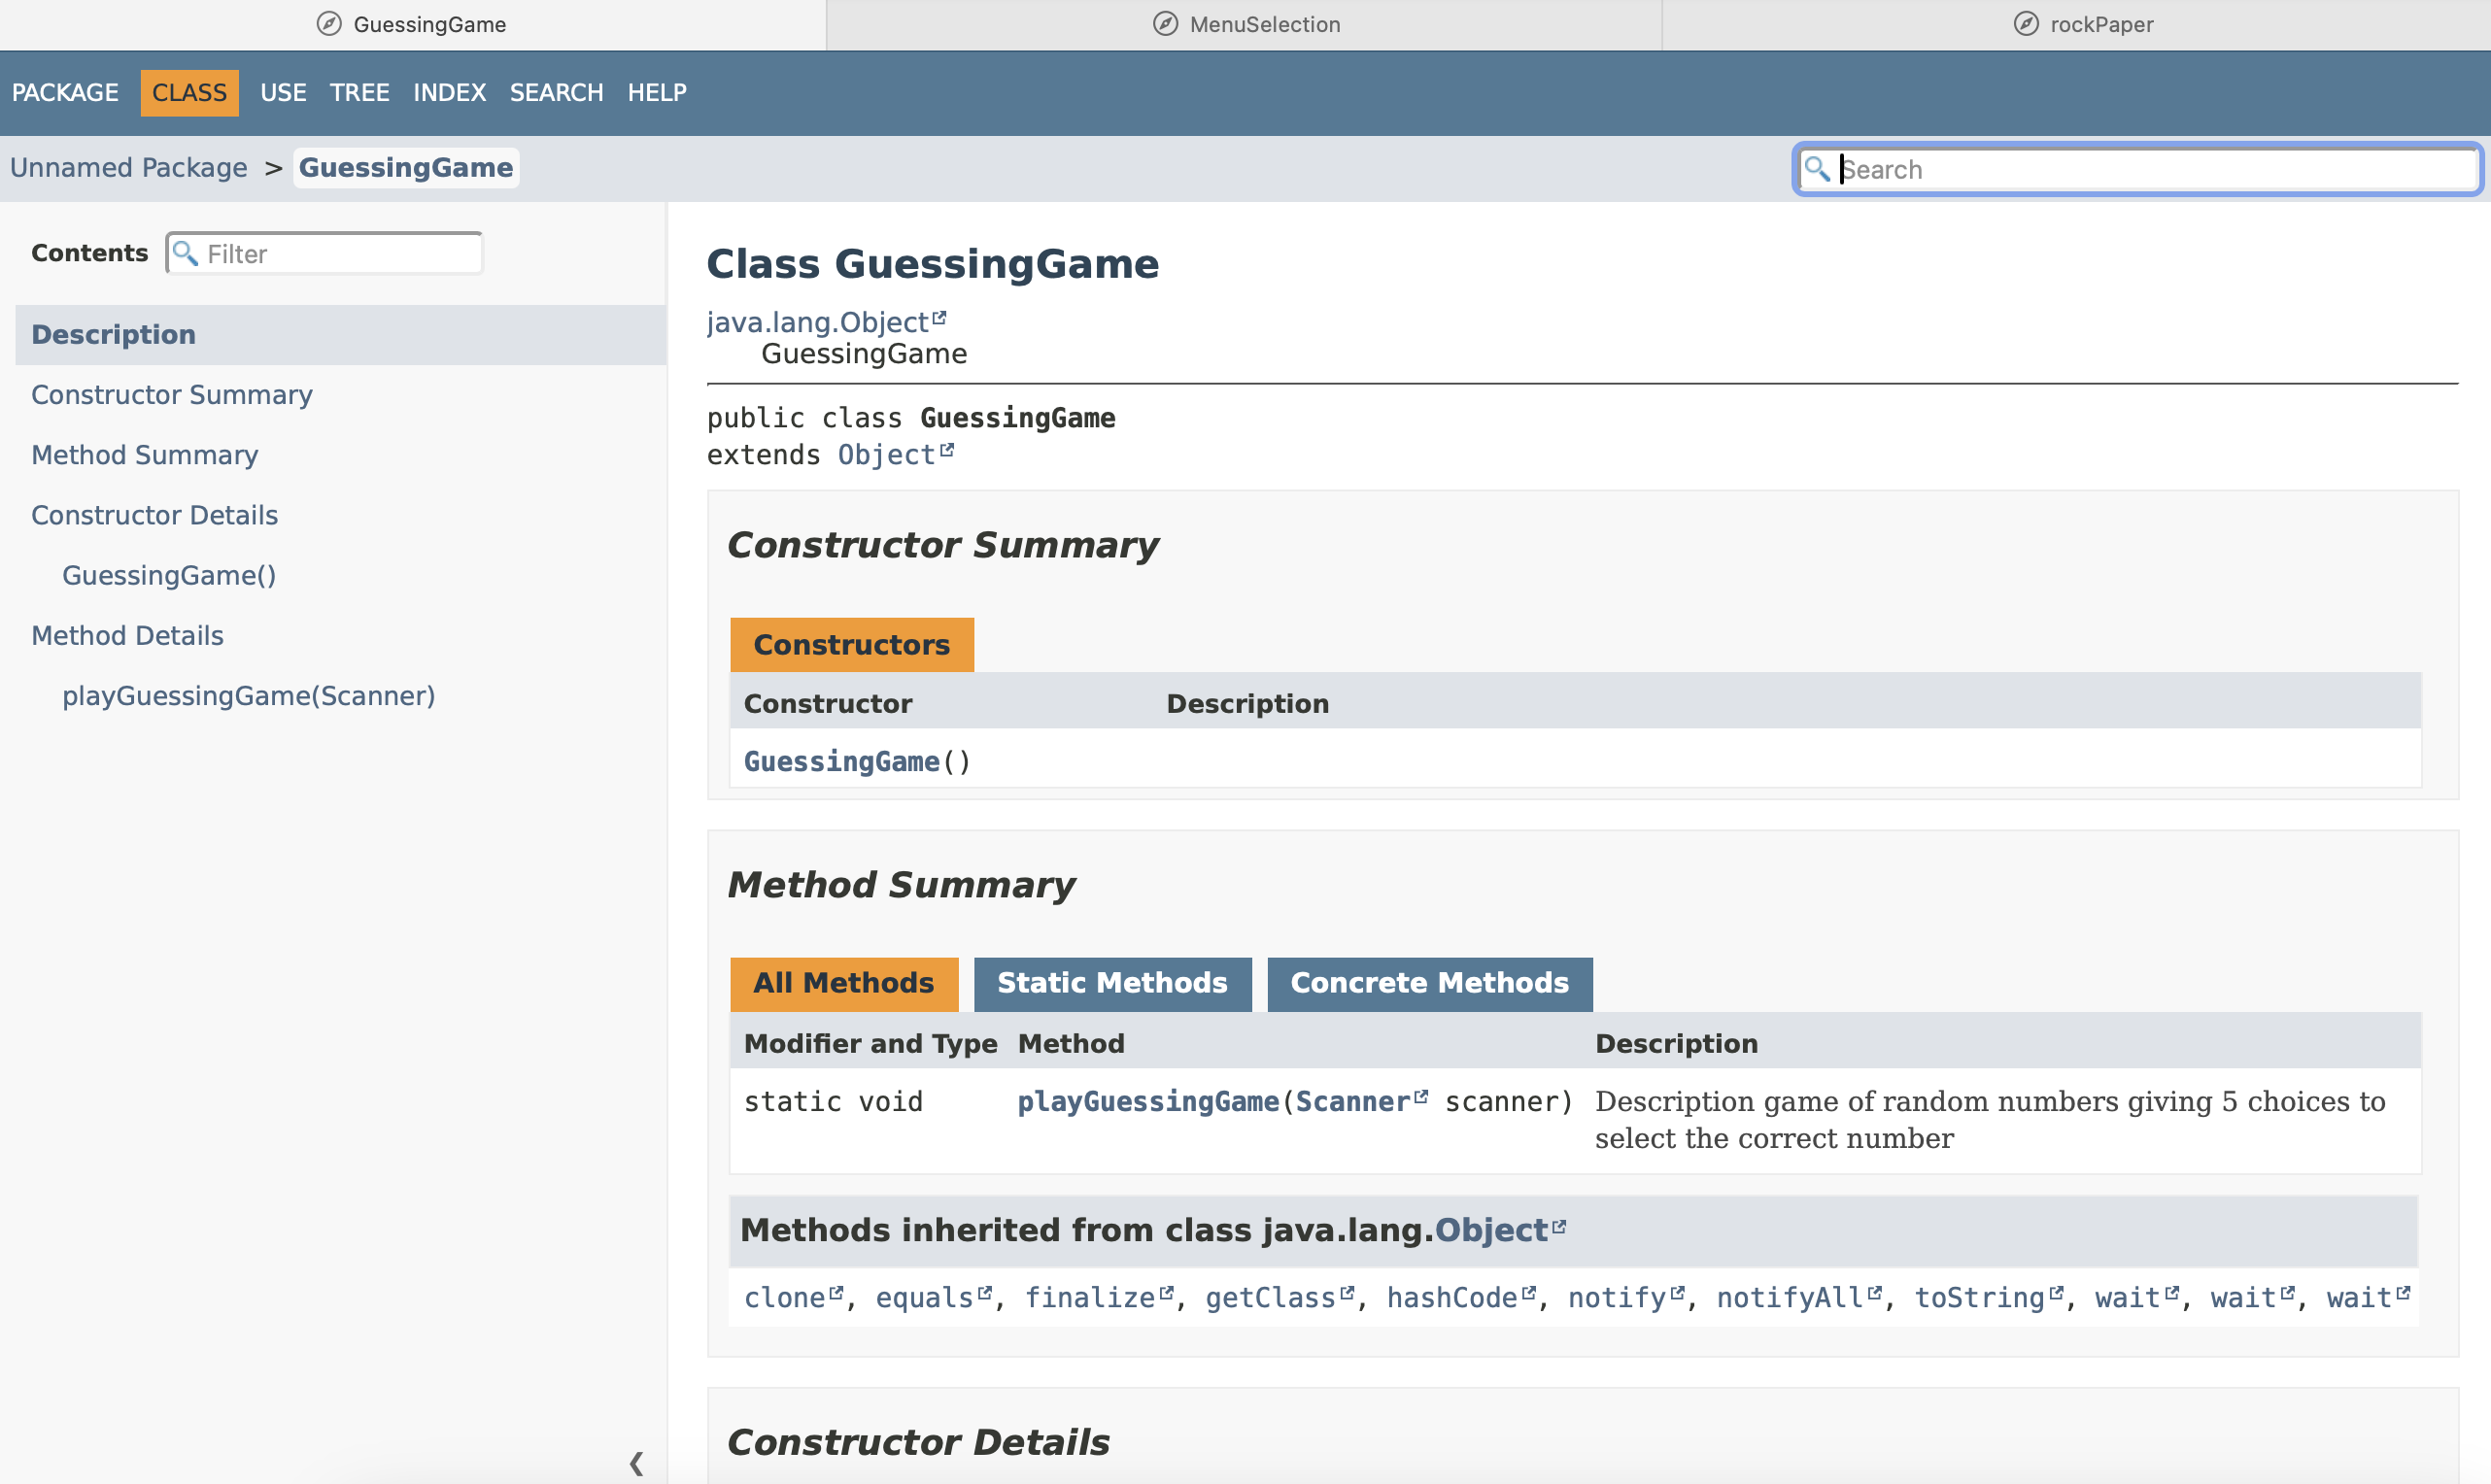 GuessingGame
MenuSelection
rockPaper
PACKAGE CLASS USE TREE INDEX SEARCH HELP
Unnamed Package > GuessingGame
Search
Contents
Filter
Description
Constructor Summary
Method Summary
Constructor Details
GuessingGame()
Method Details
playGuessingGame(Scanner)
Class GuessingGame
java.lang.Object
GuessingGame
public class GuessingGame
extends Object
Constructor Summary
Constructors
Constructor Description
GuessingGame()
Method Summary
All Methods Static Methods Concrete Methods
Modifier and Type Method Description
static void playGuessingGame(Scanner scanner) Description game of random numbers giving 5 choices to
select the correct number
Methods inherited from class java.lang.Object
clone, equals, finalize, getClass, hashCode, notify, notifyAll, toString, wait, wait, wait
Constructor Details